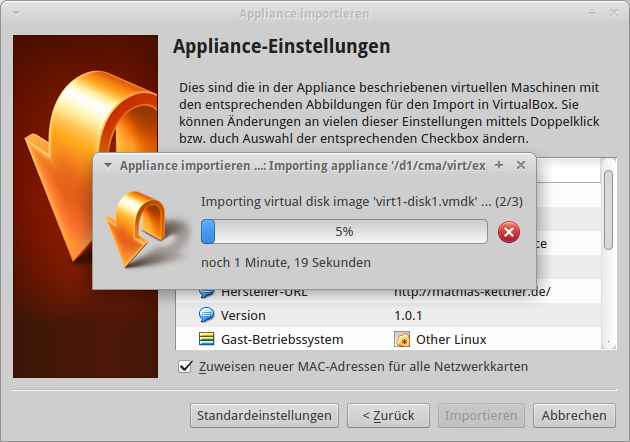 Appliance importieren
Appliance-Einstellungen
Dies sind die in der Appliance beschriebenen virtuellen Maschinen mit
den entsprechenden Abbildungen für den Import in VirtualBox. Sie
können Änderungen an vielen dieser Einstellungen mittels Doppelklick
bzw. duch Auswahl der entsprechenden Checkbox ändern.
Appliance importieren ...: Importing appliance '/d1/cma/virt/ex
Importing virtual disk image 'virt1-disk1.vmdk' ... (2/3)
5%
noch 1 Minute, 19 Sekunden
Hersteller-URL http://mathias-kettner.de/
Version 1.0.1
Gast-Betriebssystem Other Linux
Zuweisen neuer MAC-Adressen für alle Netzwerkkarten
Standardeinstellungen < Zurück Importieren Abbrechen